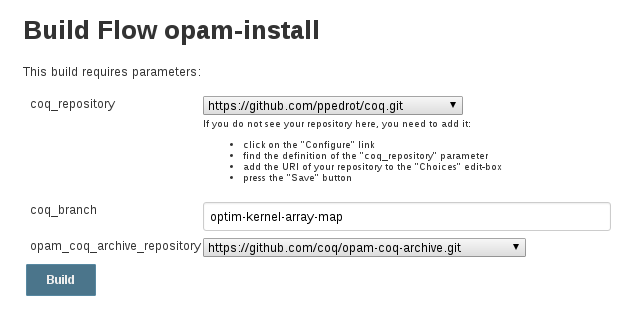 Build Flow opam-install
This build requires parameters:
coq_repository
https://github.com/ppedrot/coq.git
If you do not see your repository here, you need to add it:
click on the "Configure" link
find the definition of the "coq_repository" parameter
add the URI of your repository to the "Choices" edit-box
press the "Save" button
coq_branch
optim-kernel-array-map
opam_coq_archive_repository
https://github.com/coq/opam-coq-archive.git
Build